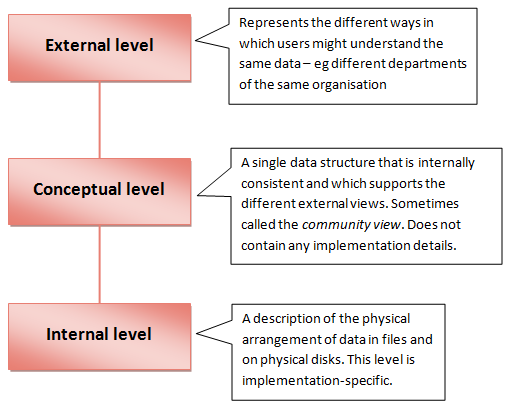 External level
Represents the different ways in
which users might understand the
same data – eg different departments
of the same organisation
Conceptual level
A single data structure that is internally
consistent and which supports the
different external views. Sometimes
called the community view. Does not
contain any implementation details.
Internal level
A description of the physical
arrangement of data in files and
on physical disks. This level is
implementation-specific.